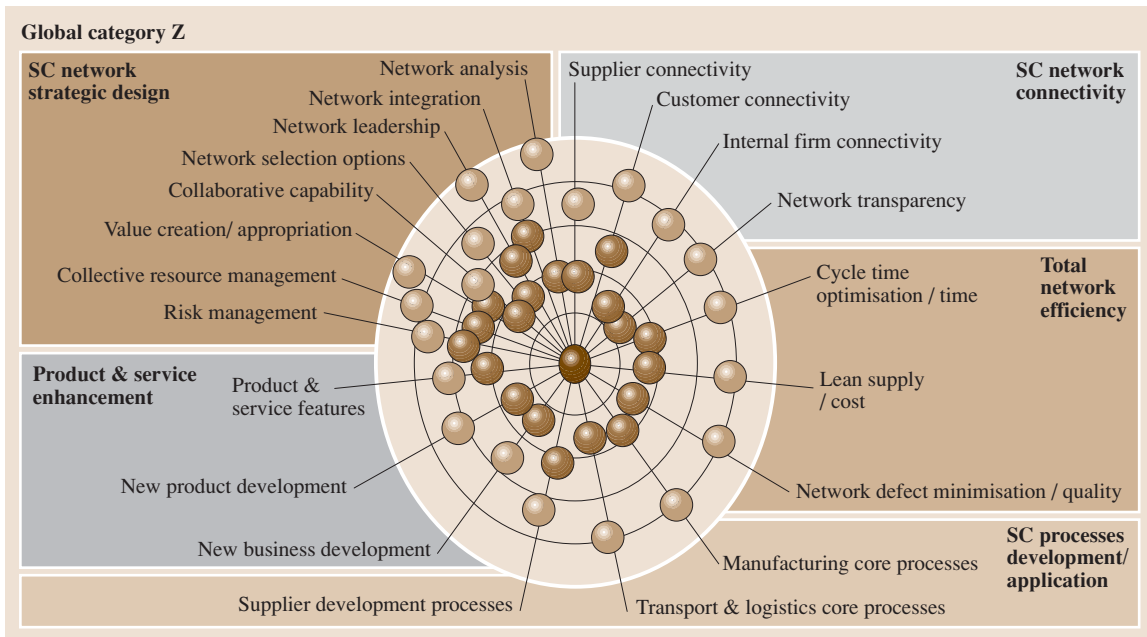 Global category Z
SC network
strategic design
Network analysis
Network integration
Network leadership
Network selection options
Collaborative capability
Value creation/ appropriation
Collective resource management
Risk management
Supplier connectivity
Customer connectivity
Internal firm connectivity
Network transparency
SC network
connectivity
Cycle time
optimisation / time
Total
network
efficiency
Lean supply
/ cost
Network defect minimisation / quality
Product & service
enhancement
Product &
service features
New product development
New business development
SC processes
development/
application
Manufacturing core processes
Supplier development processes
Transport & logistics core processes